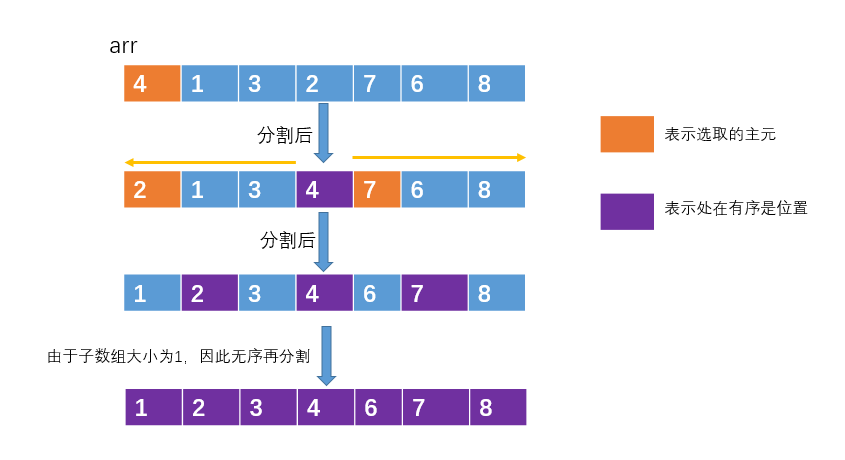 arr
4 1 3 2 7 6 8
分割后
表示选取的主元
2 1 3 4 7 6 8
表示处在有序是位置
分割后
1 2 3 4 6 7 8
由于子数组大小为1，因此无序再分割
1 2 3 4 6 7 8